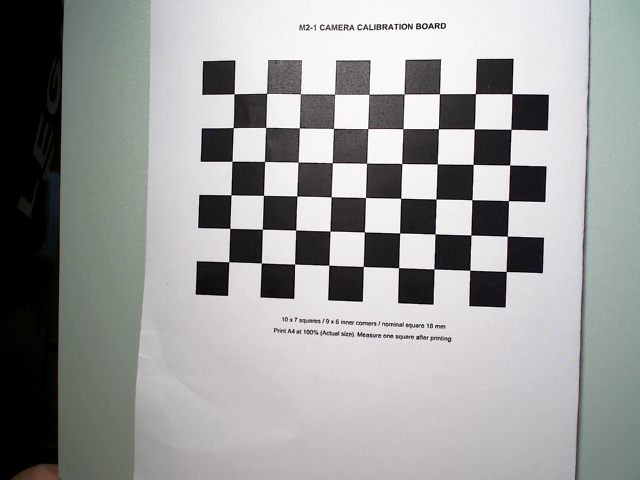 M2-1 CAMERA CALIBRATION BOARD
10 x 7 squares / 9 x 6 inner corners / nominal square 18 mm
Print A4 at 100% (Actual size). Measure one square after printing.
LEG